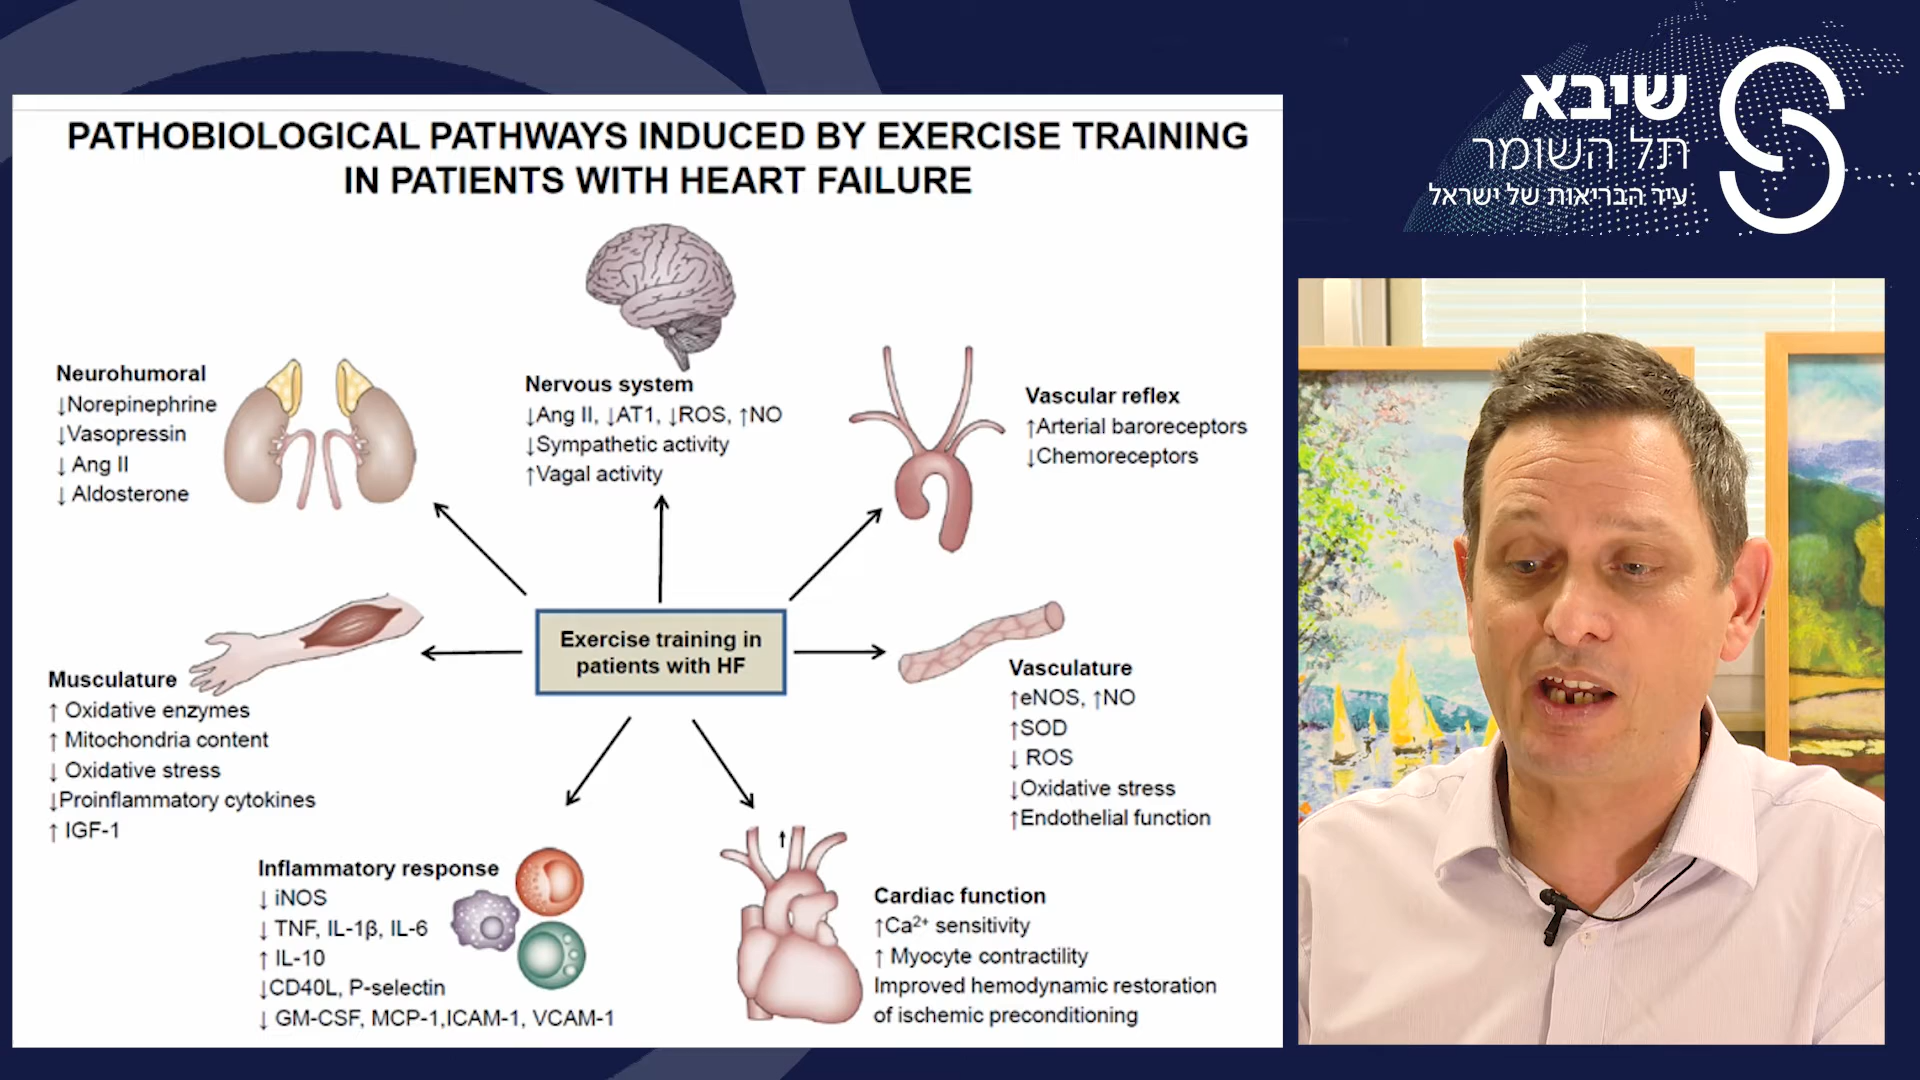 PATHOBIOLOGICAL PATHWAYS INDUCED BY EXERCISE TRAINING
IN PATIENTS WITH HEART FAILURE
Neurohumoral
↓Norepinephrine
↓Vasopressin
↓ Ang II
↓ Aldosterone
Nervous system
↓Ang II, ↓AT1, ↓ROS, ↑NO
↓Sympathetic activity
↑Vagal activity
Vascular reflex
↑Arterial baroreceptors
↓Chemoreceptors
Exercise training in
patients with HF
Musculature
↑ Oxidative enzymes
↑ Mitochondria content
↓ Oxidative stress
↓Proinflammatory cytokines
↑ IGF-1
Vasculature
↑eNOS, ↑NO
↑SOD
↓ ROS
↓Oxidative stress
↑Endothelial function
Inflammatory response
↓ iNOS
↓ TNF, IL-1β, IL-6
↑ IL-10
↓CD40L, P-selectin
↓ GM-CSF, MCP-1,ICAM-1, VCAM-1
↑
Cardiac function
↑Ca²⁺ sensitivity
↑ Myocyte contractility
Improved hemodynamic restoration
of ischemic preconditioning
שיבא
תל השומר
עיר הבריאות של ישראל